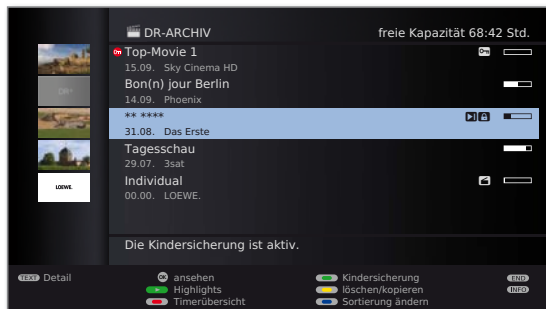 DR-ARCHIV freie Kapazität 68:42 Std.
Top-Movie 1
15.09. Sky Cinema HD
Bon(n) jour Berlin
14.09. Phoenix
** ****
31.08. Das Erste
Tagesschau
29.07. 3sat
Individual
00.00. LOEWE.
LOEWE.
Die Kindersicherung ist aktiv.
TEXT Detail
OK ansehen
Highlights
Timerübersicht
Kindersicherung
löschen/kopieren
Sortierung ändern
END
INFO